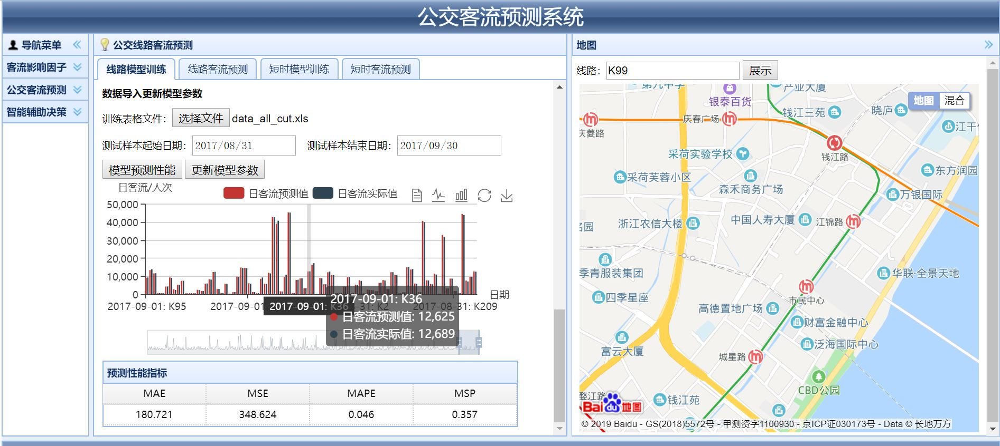 公交客流预测系统
导航菜单
客流影响因子
公交客流预测
智能辅助决策
公交线路客流预测
线路模型训练 线路客流预测 短时模型训练 短时客流预测
数据导入更新模型参数
训练表格文件： 选择文件 data_all_cut.xls
测试样本起始日期： 2017/08/31 测试样本结束日期： 2017/09/30
模型预测性能 更新模型参数
日客流/人次
日客流预测值 日客流实际值
50,000
40,000
30,000
20,000
10,000
0
日期
2017-09-01: K95
2017-09-01: K36
2017-08-31: K209
2017-09-01: K36
日客流预测值: 12,625
日客流实际值: 12,689
预测性能指标
MAE MSE MAPE MSP
180.721 348.624 0.046 0.357
地图
线路： K99 展示
地图 混合
产业大厦
银泰百货
钱江三苑
晓庐
庆春广场
庆菱路
江干
钱江路
采荷实验学校
东方润园
采荷芙蓉小区
森禾商务广场
万银国际
中国人寿大厦
江锦路
浙江农信大楼
名园
季青服装集团
华联·全景天地
市民中心
四季星座
高德置地广场
财富金融中心
泛海国际中心
富云大厦
城星路
CBD公园
婺江路
钱江苑
Bai du 地图
© 2019 Baidu - GS(2018)5572号 - 甲测资字1100930 - 京ICP证030173号 - Data © 长地万方